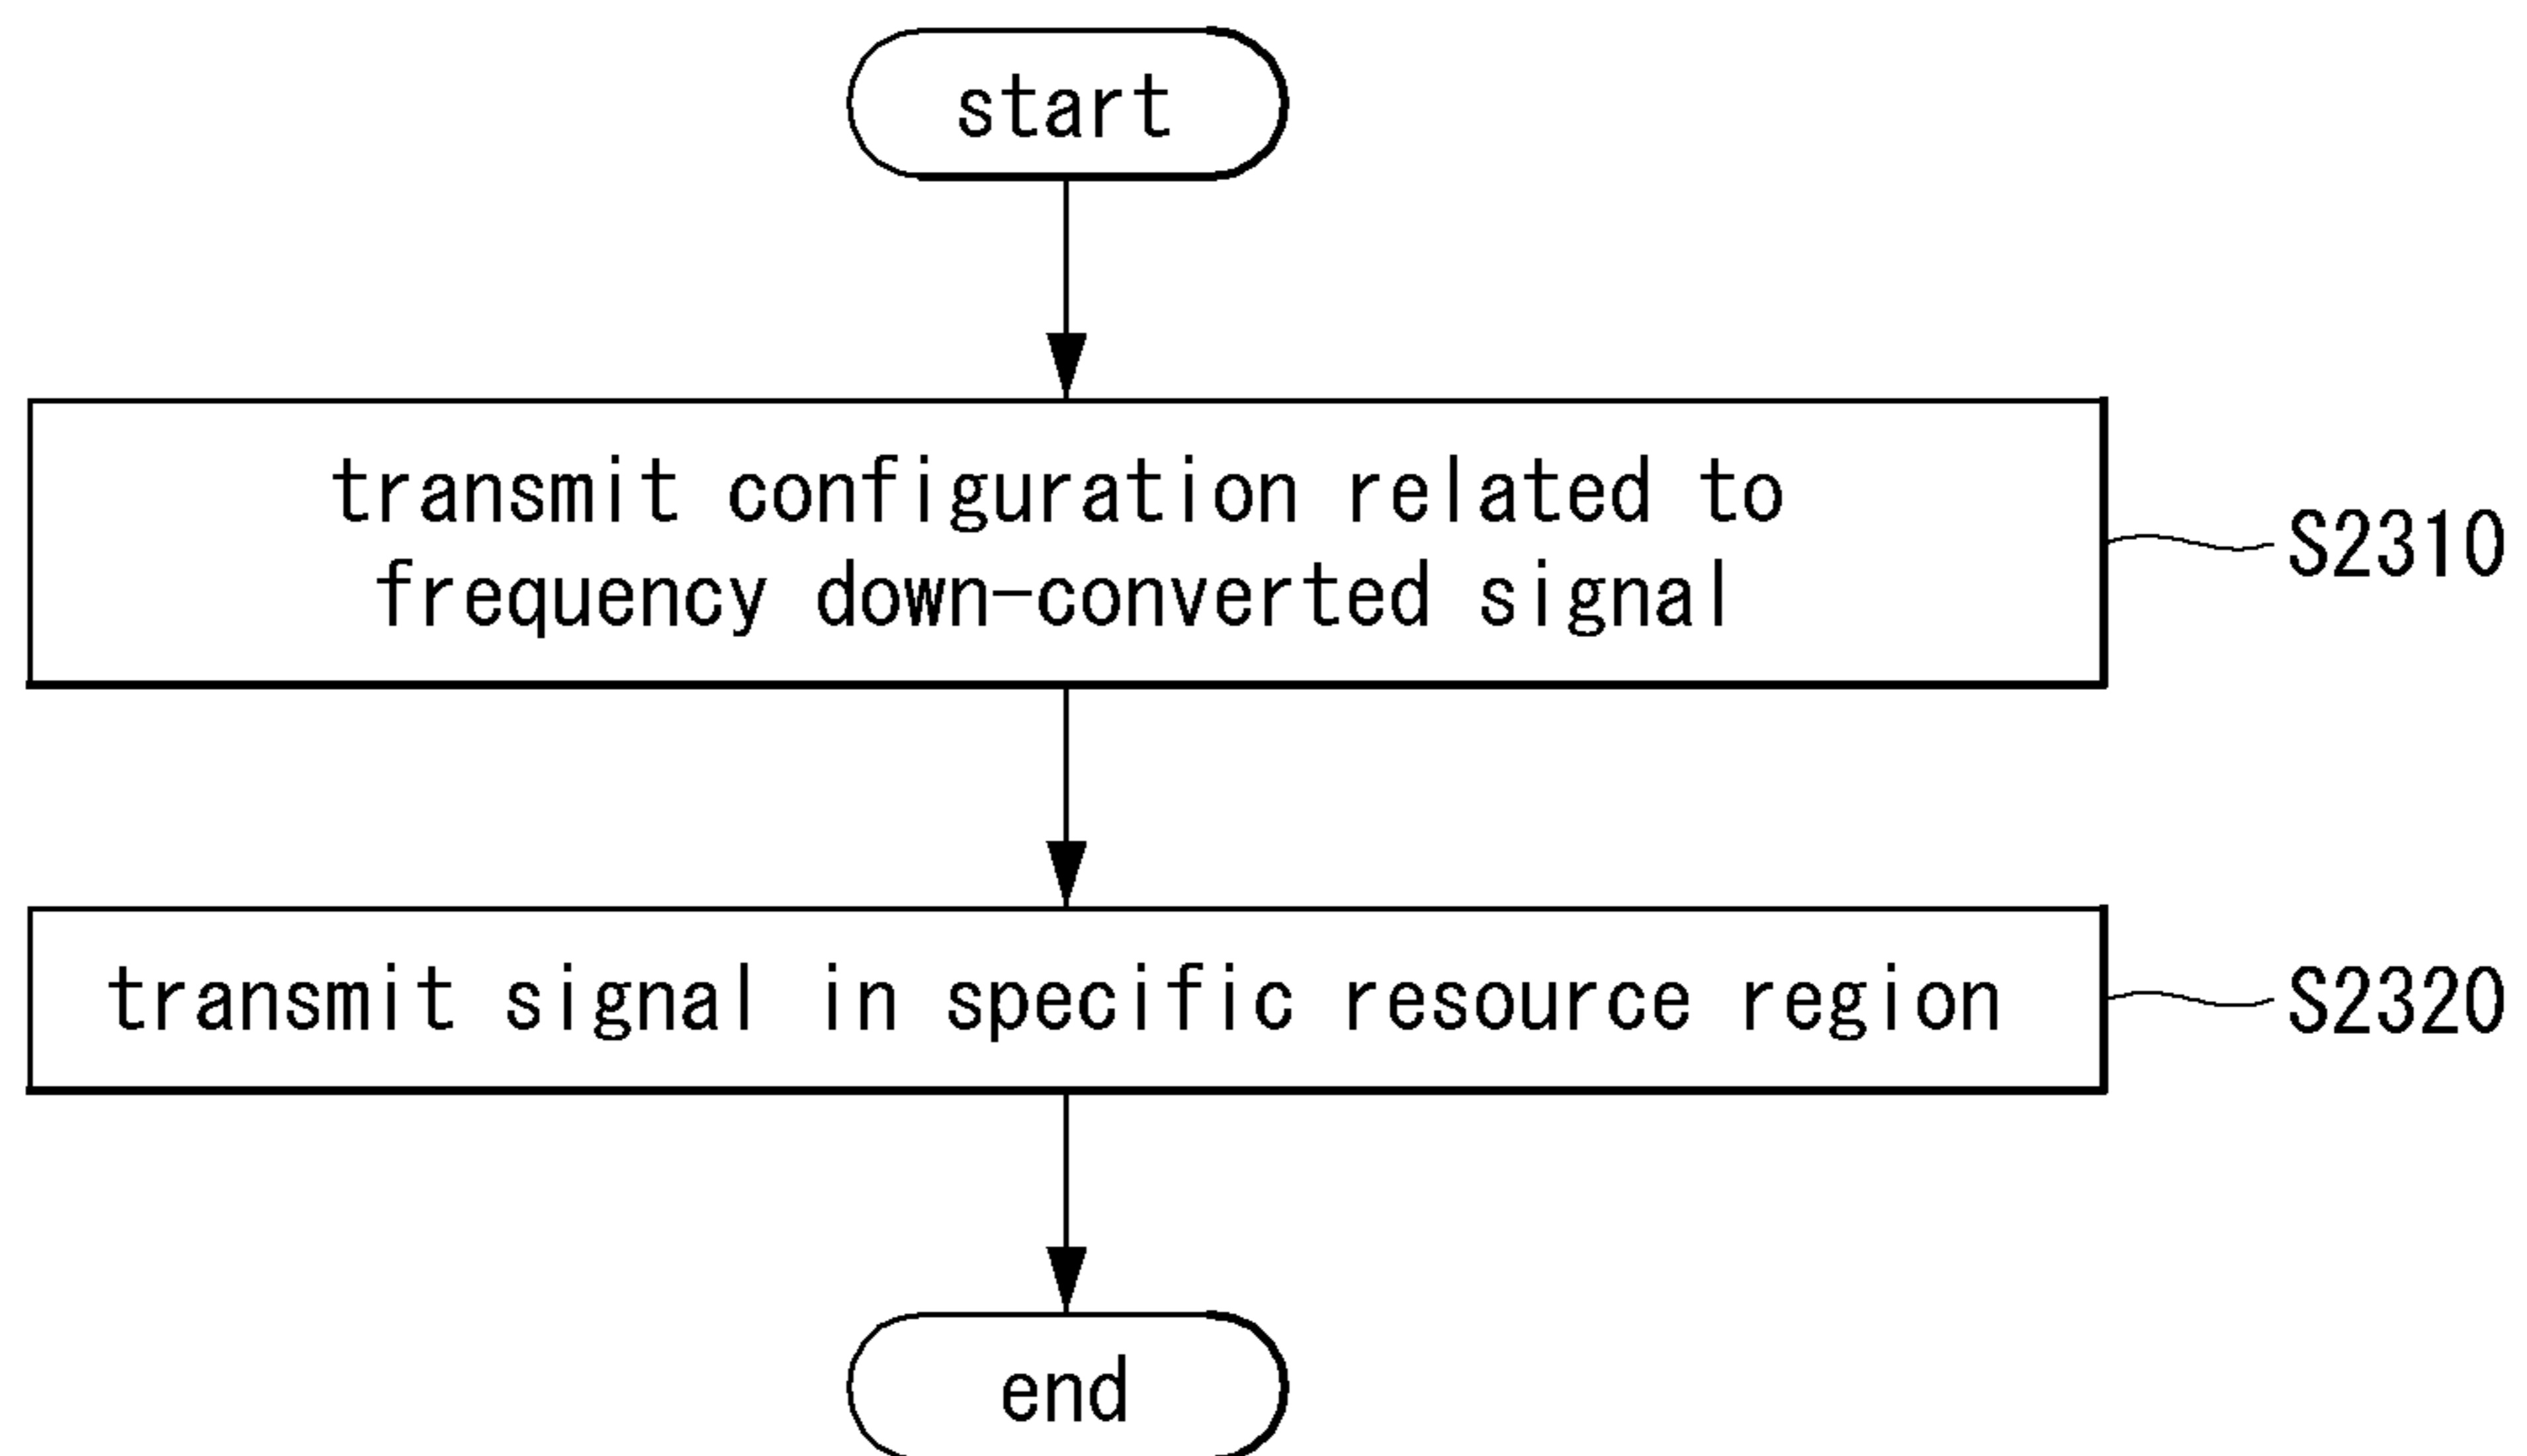 start
transmit configuration related to
frequency down-converted signal
S2310
transmit signal in specific resource region
S2320
end